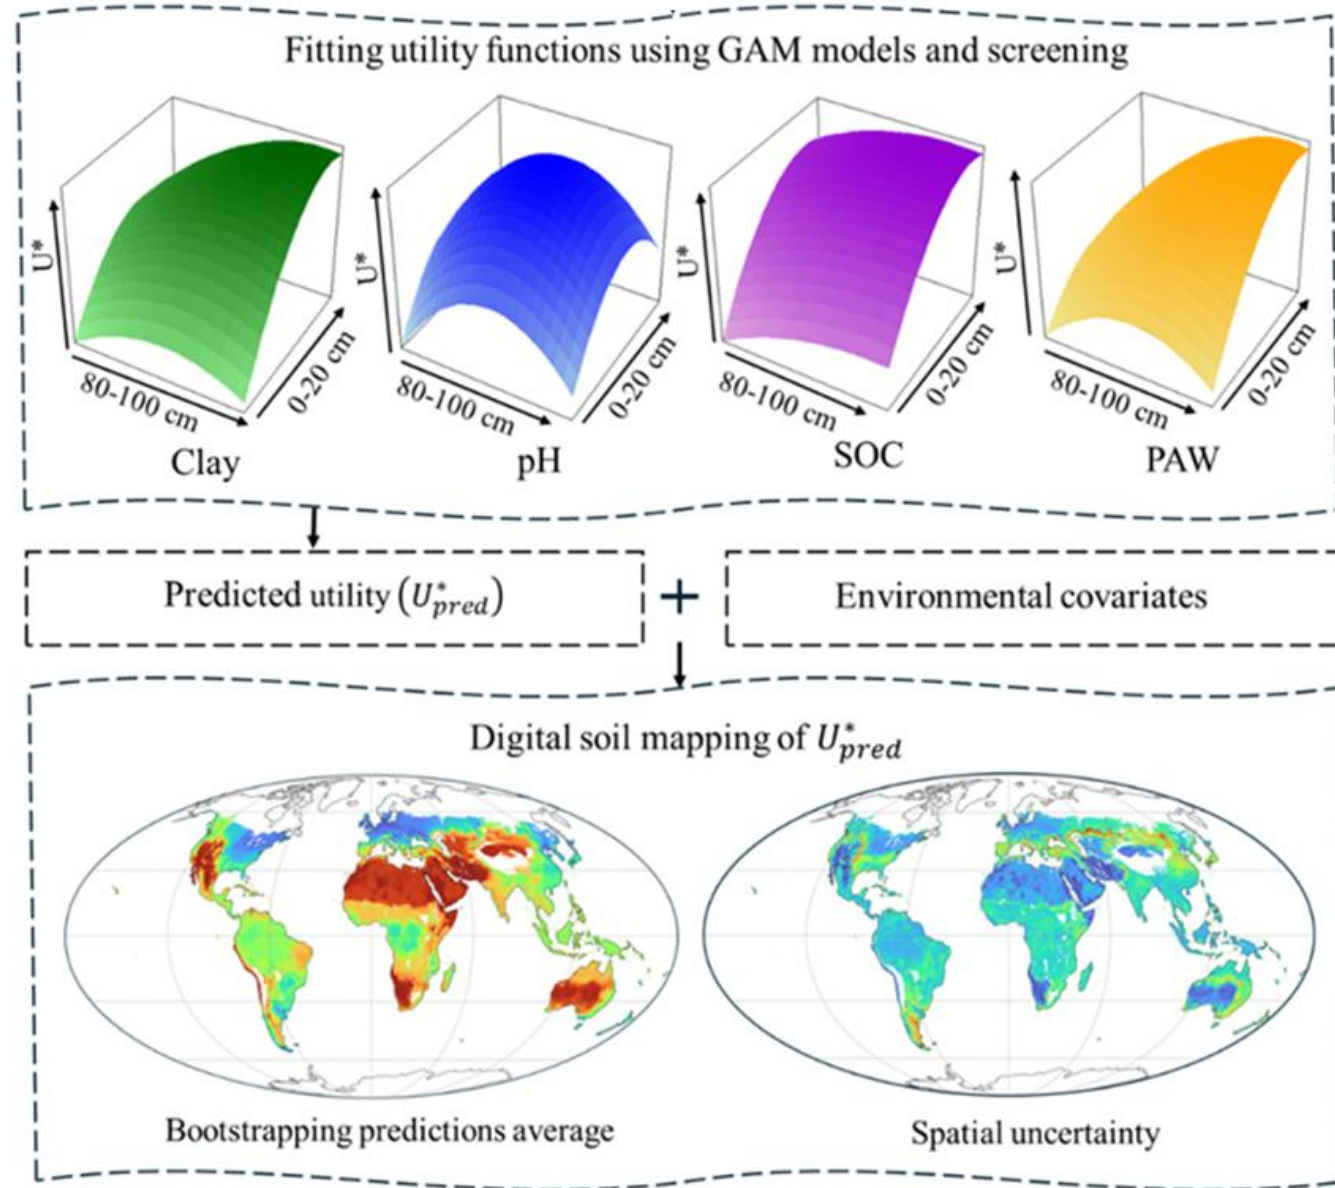 Fitting utility functions using GAM models and screening
U*
80-100 cm
0-20 cm
Clay
U*
80-100 cm
0-20 cm
pH
U*
80-100 cm
0-20 cm
SOC
U*
80-100 cm
0-20 cm
PAW
Predicted utility (U*pred)
+
Environmental covariates
Digital soil mapping of U*pred
Bootstrapping predictions average
Spatial uncertainty